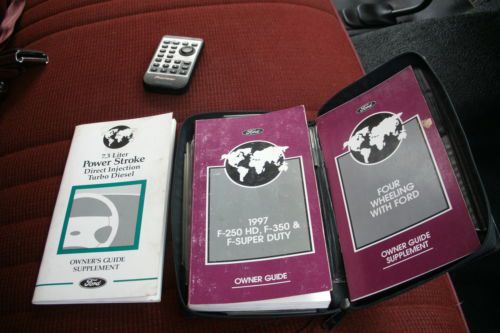 7.3 Liter
Power Stroke
Direct Injection
Turbo Diesel
OWNER'S GUIDE
SUPPLEMENT
Ford
Ford
1997
F-250 HD, F-350 &
F-SUPER DUTY
OWNER GUIDE
Ford
FOUR
WHEELING
WITH FORD
OWNER GUIDE
SUPPLEMENT